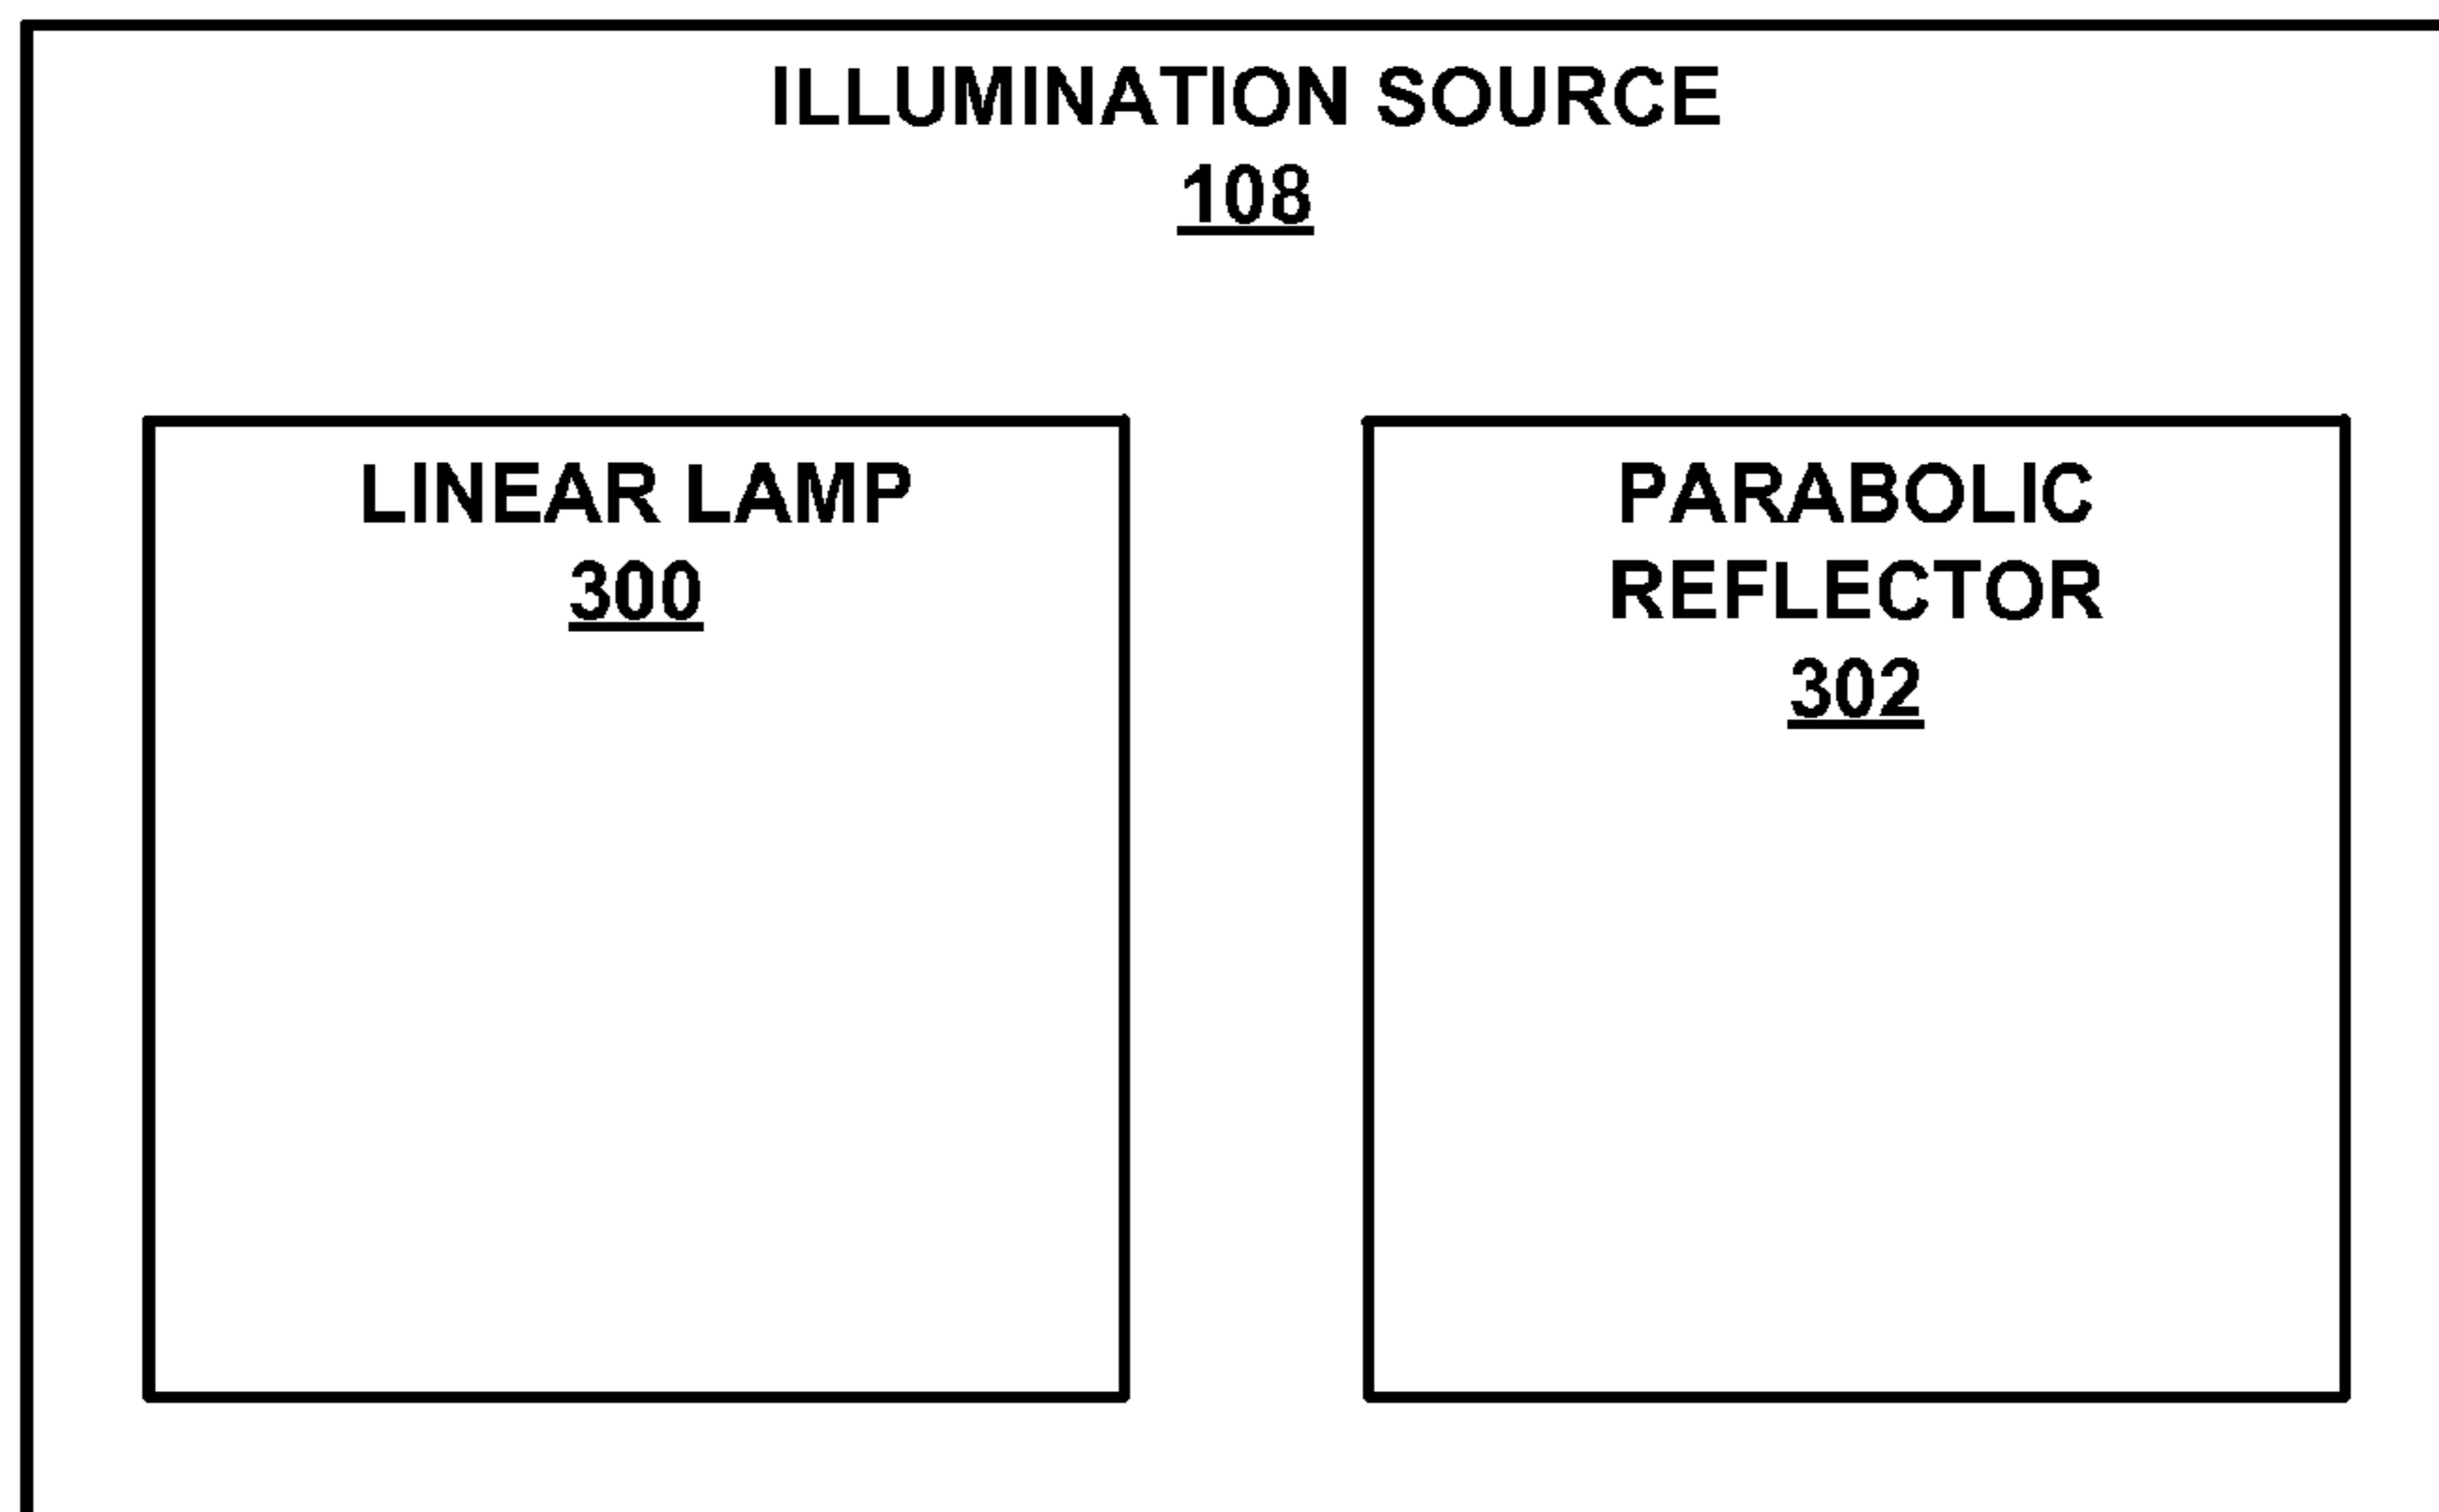 ILLUMINATION SOURCE
108
LINEAR LAMP
300
PARABOLIC
REFLECTOR
302